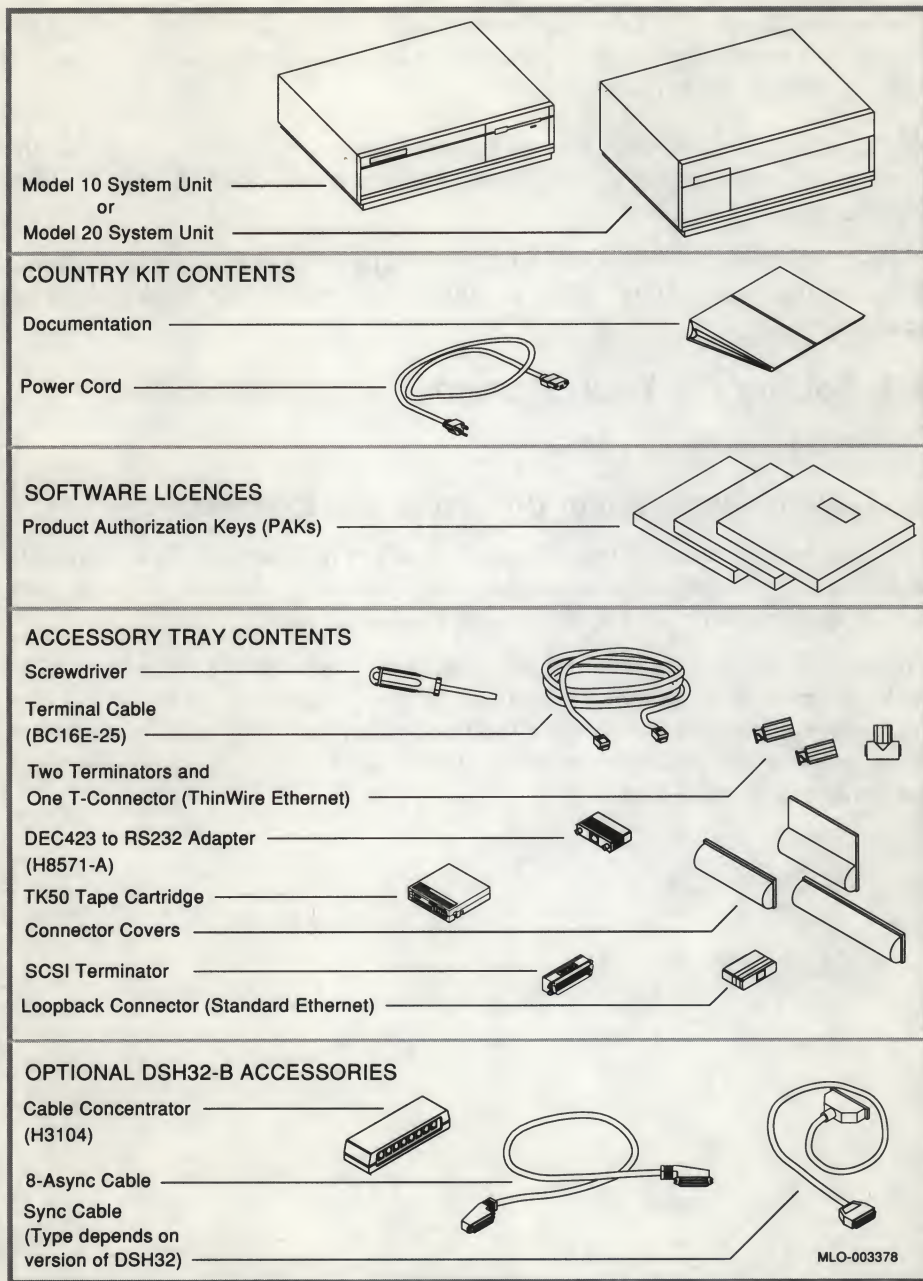 Model 10 System Unit
or
Model 20 System Unit
COUNTRY KIT CONTENTS
Documentation
Power Cord
SOFTWARE LICENCES
Product Authorization Keys (PAKs)
ACCESSORY TRAY CONTENTS
Screwdriver
Terminal Cable
(BC16E-25)
Two Terminators and
One T-Connector (ThinWire Ethernet)
DEC423 to RS232 Adapter
(H8571-A)
TK50 Tape Cartridge
Connector Covers
SCSI Terminator
Loopback Connector (Standard Ethernet)
OPTIONAL DSH32-B ACCESSORIES
Cable Concentrator
(H3104)
8-Async Cable
Sync Cable
(Type depends on
version of DSH32)
MLO-003378